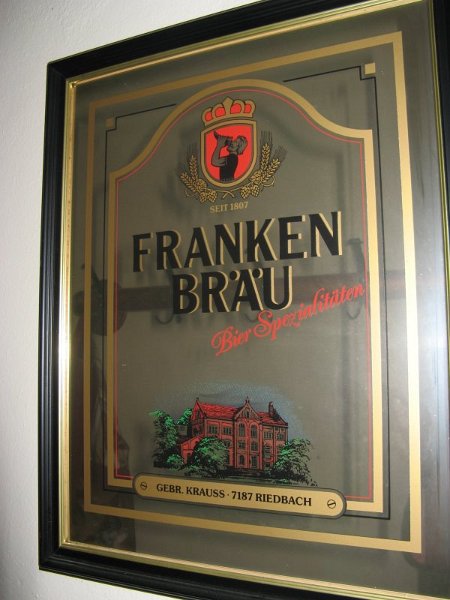 SEIT 1807
FRANKEN
BRÄU
Bier Spezialitäten
GEBR. KRAUSS · 7187 RIEDBACH